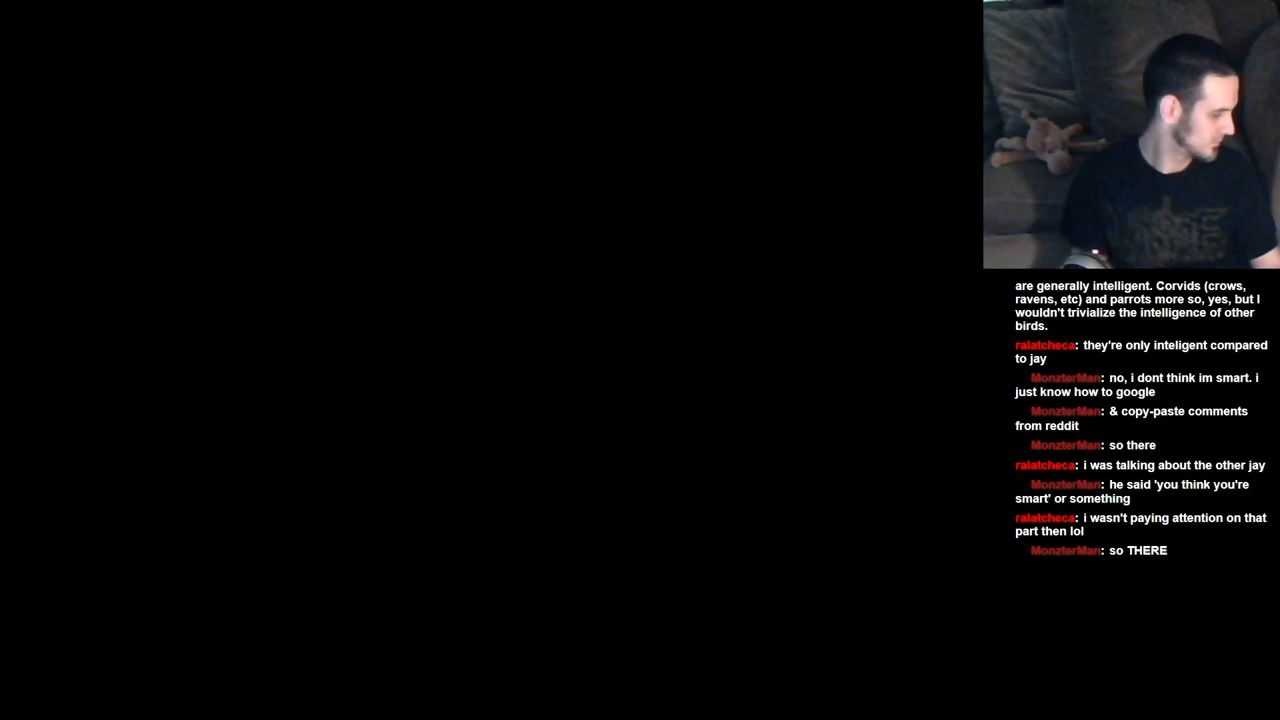 are generally intelligent. Corvids (crows,
ravens, etc) and parrots more so, yes, but I
wouldn't trivialize the intelligence of other
birds.
ralatcheca: they're only inteligent compared
to jay
MonzterMan: no, i dont think im smart. i
just know how to google
MonzterMan: & copy-paste comments
from reddit
MonzterMan: so there
ralatcheca: i was talking about the other jay
MonzterMan: he said 'you think you're
smart' or something
ralatcheca: i wasn't paying attention on that
part then lol
MonzterMan: so THERE